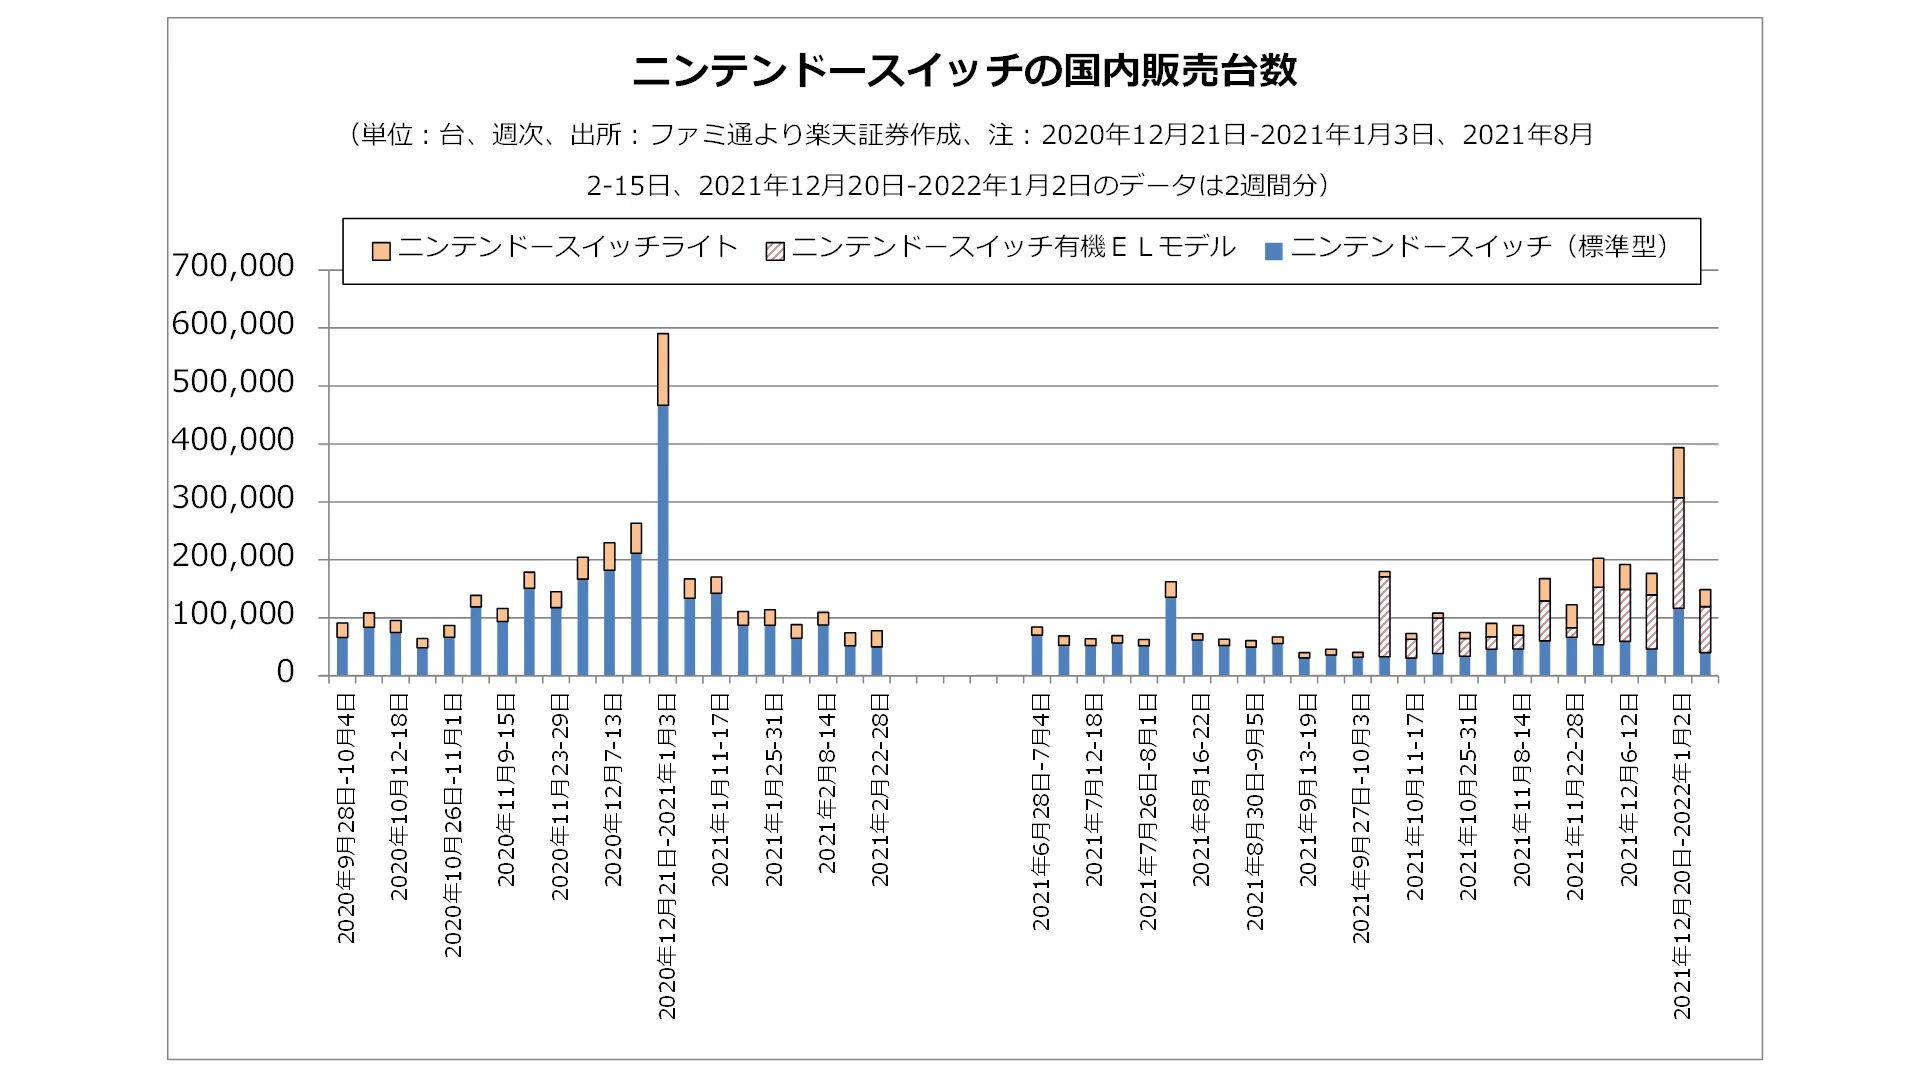 ニンテンドースイッチの国内販売台数
（単位：台、週次、出所：ファミ通より楽天証券作成、注：2020年12月21日-2021年1月3日、2021年8月
2-15日、2021年12月20日-2022年1月2日のデータは2週間分）
ニンテンドースイッチライト
ニンテンドースイッチ有機ＥＬモデル
ニンテンドースイッチ（標準型）
700,000
600,000
500,000
400,000
300,000
200,000
100,000
0
2020年9月28日-10月4日
2020年10月12-18日
2020年10月26日-11月1日
2020年11月9-15日
2020年11月23-29日
2020年12月7-13日
2020年12月21日-2021年1月3日
2021年1月11-17日
2021年1月25-31日
2021年2月8-14日
2021年2月22-28日
2021年6月28日-7月4日
2021年7月12-18日
2021年7月26日-8月1日
2021年8月16-22日
2021年8月30日-9月5日
2021年9月13-19日
2021年9月27日-10月3日
2021年10月11-17日
2021年10月25-31日
2021年11月8-14日
2021年11月22-28日
2021年12月6-12日
2021年12月20日-2022年1月2日